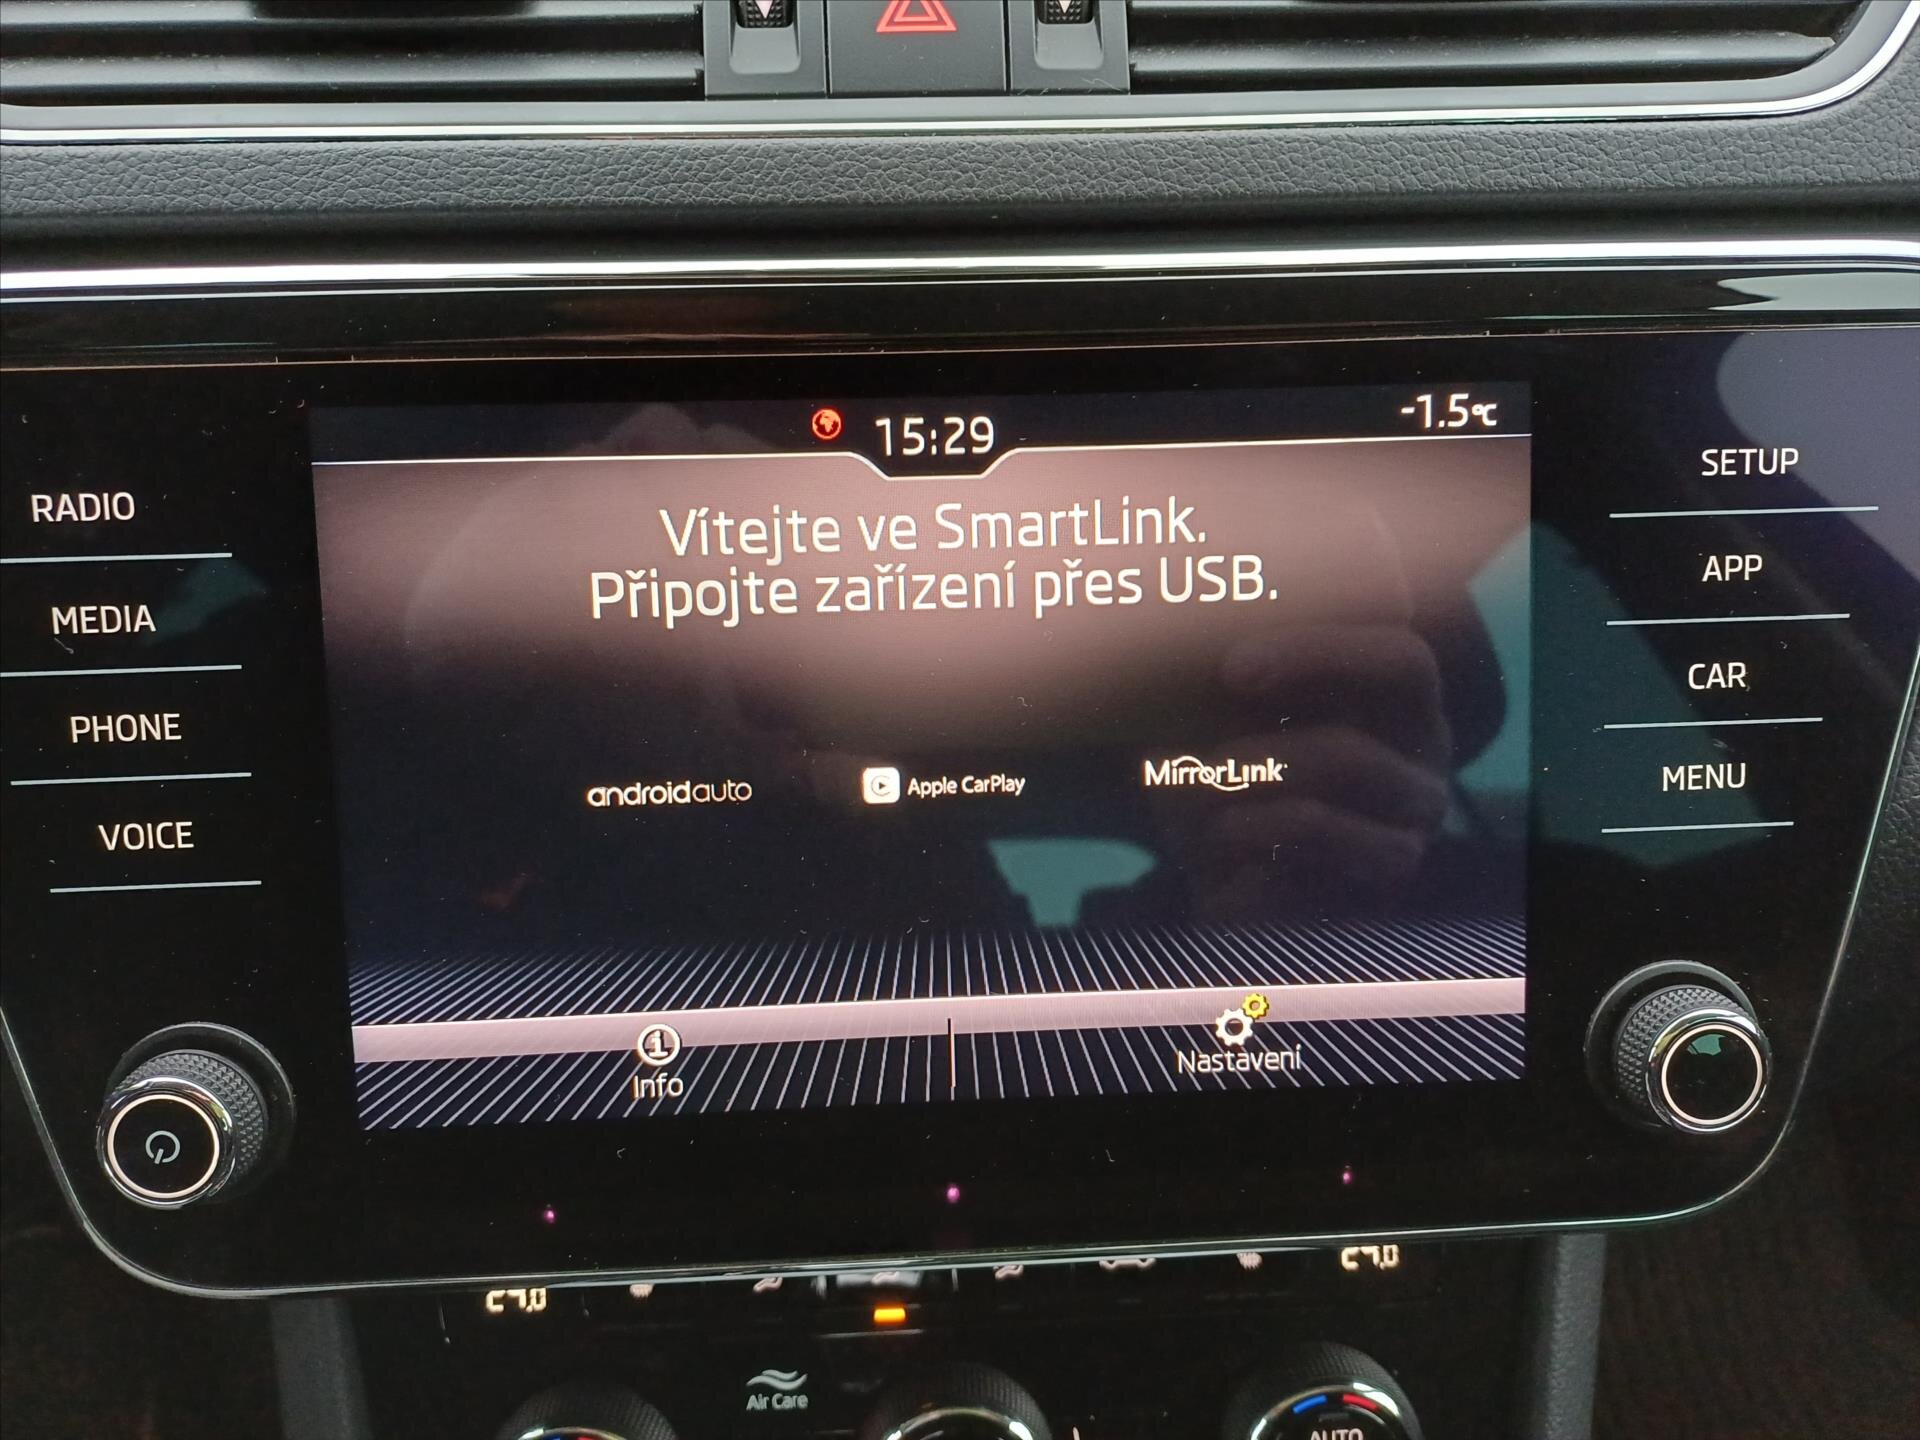 15:29
-1.5°C
Vítejte ve SmartLink.
Připojte zařízení přes USB.
androidauto
Apple CarPlay
MirrorLink
Info
Nastavení
RADIO
MEDIA
PHONE
VOICE
SETUP
APP
CAR
MENU
Air Care
AUTO